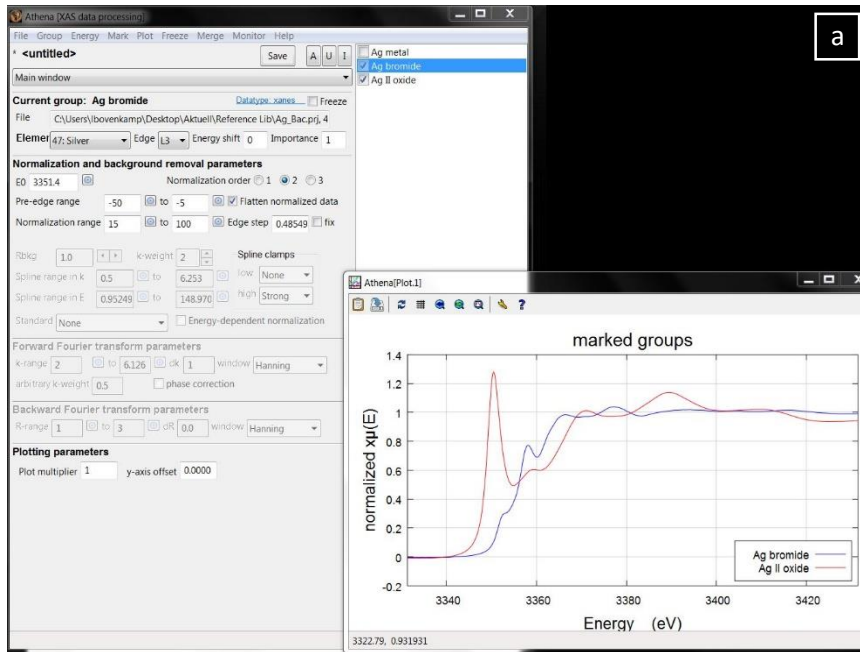 Athena [XAS data processing]
a
File Group Energy Mark Plot Freeze Merge Monitor Help
* <untitled> Save A U I
Main window
Ag metal
Ag bromide
Ag II oxide
Current group: Ag bromide Datatype: xanes Freeze
File C:\Users\lbovenkamp\Desktop\Aktuell\Reference Lib\Ag_Bac.prj, 4
Elemer 47: Silver Edge L3 Energy shift 0 Importance 1
Normalization and background removal parameters
E0 3351.4 Normalization order 1 2 3
Pre-edge range -50 to -5 Flatten normalized data
Normalization range 15 to 100 Edge step 0.48549 fix
Rbkg 1.0 k-weight 2 Spline clamps
Spline range in k 0.5 to 6.253 low None
Spline range in E 0.95249 to 148.970 high Strong
Standard None Energy-dependent normalization
Forward Fourier transform parameters
k-range 2 to 6.126 dk 1 window Hanning
arbitrary k-weight 0.5 phase correction
Backward Fourier transform parameters
R-range 1 to 3 dR 0.0 window Hanning
Plotting parameters
Plot multiplier 1 y-axis offset 0.0000
Athena[Plot.1]
?
marked groups
normalized xμ(E)
1.4
1.2
1
0.8
0.6
0.4
0.2
0
-0.2
Ag bromide
Ag II oxide
3340 3360 3380 3400 3420
Energy (eV)
3322.79, 0.931931